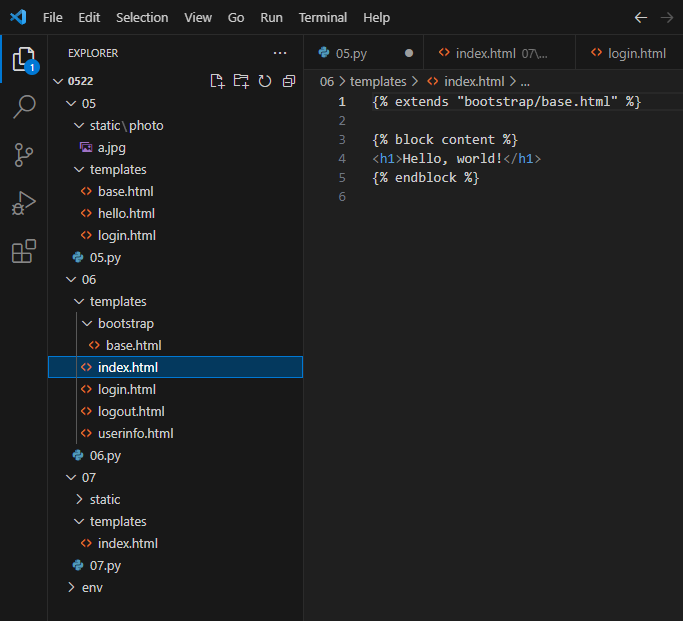 File Edit Selection View Go Run Terminal Help
EXPLORER
1
0522
05
static\photo
a.jpg
templates
base.html
hello.html
login.html
05.py
06
templates
bootstrap
base.html
index.html
login.html
logout.html
userinfo.html
06.py
07
static
templates
index.html
07.py
env
05.py index.html 07\... login.html
06 > templates > index.html > ...
1 {% extends "bootstrap/base.html" %}
2
3 {% block content %}
4 <h1>Hello, world!</h1>
5 {% endblock %}
6